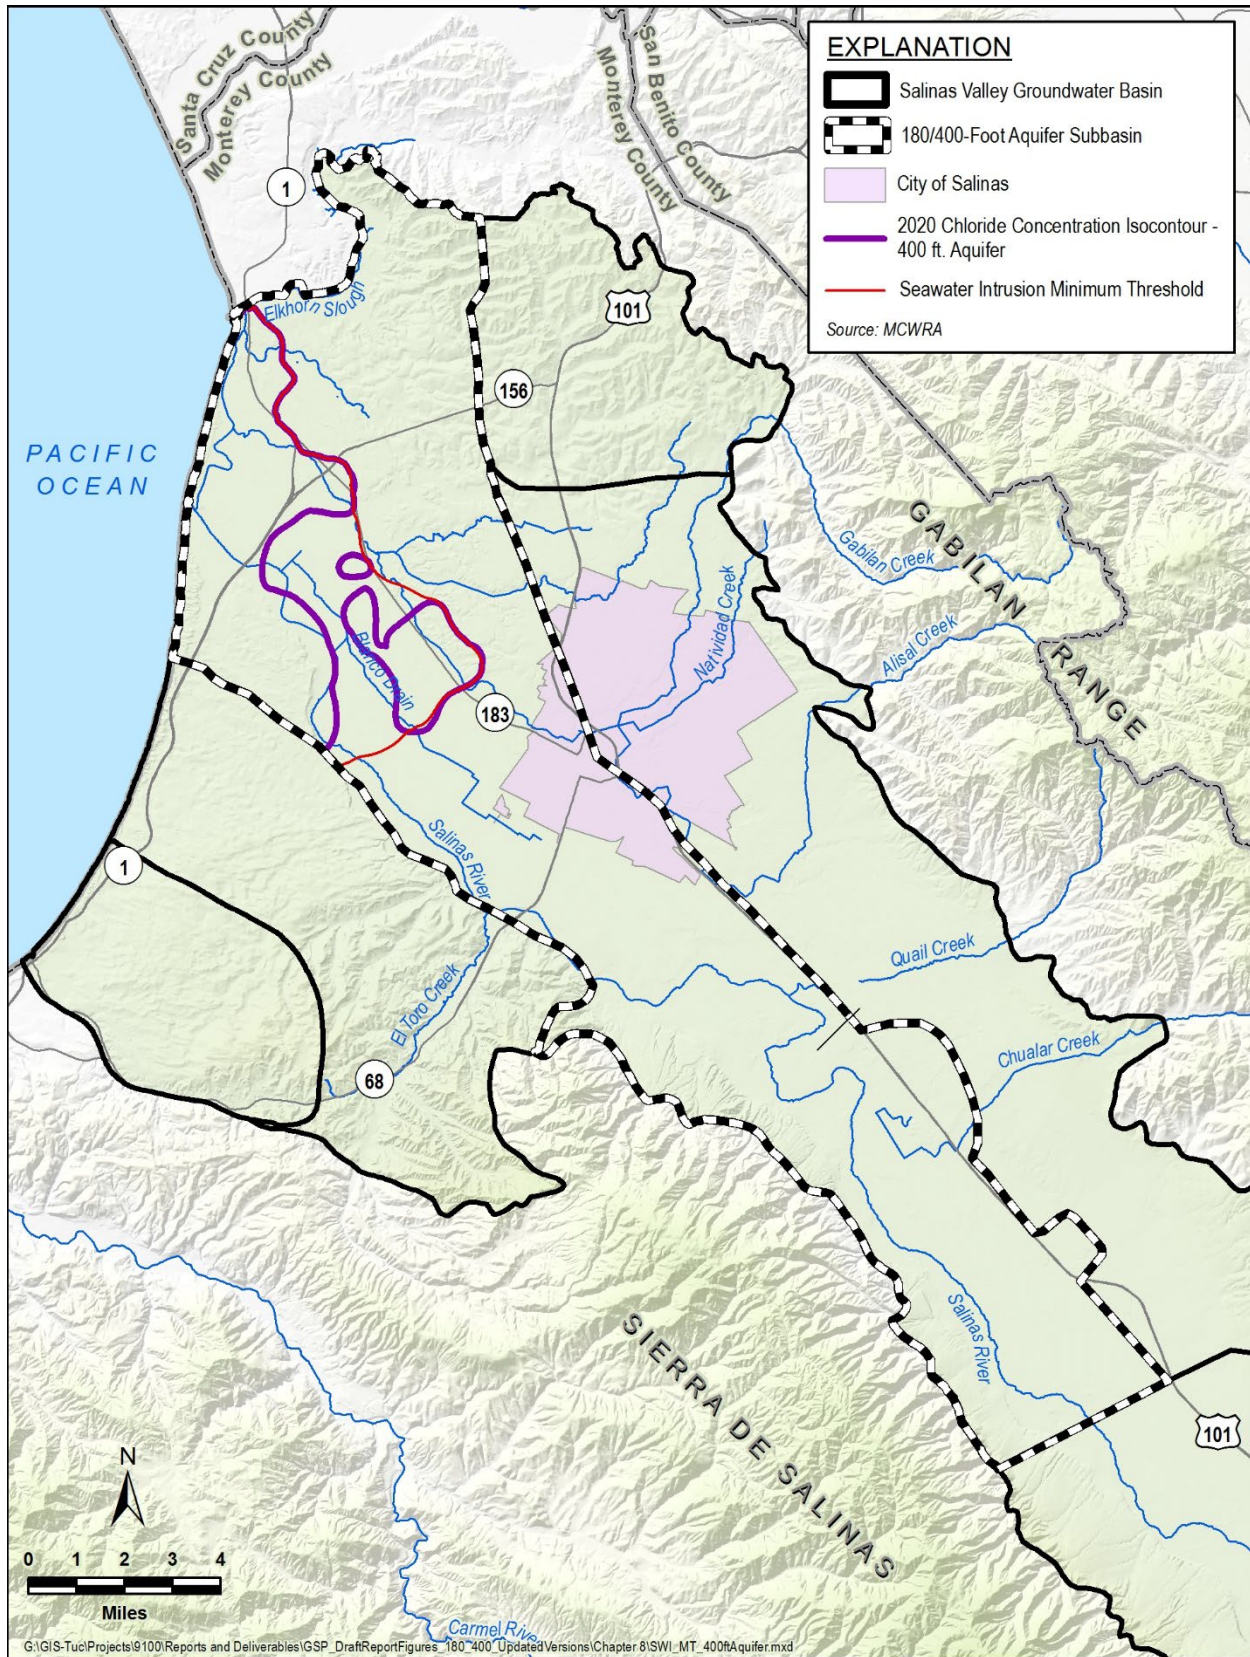 EXPLANATION
Salinas Valley Groundwater Basin
180/400-Foot Aquifer Subbasin
City of Salinas
2020 Chloride Concentration Isocontour -
400 ft. Aquifer
Seawater Intrusion Minimum Threshold
Source: MCWRA
Santa Cruz County
Monterey County
San Benito County
Monterey County
1
Elkhorn Slough
101
156
PACIFIC
OCEAN
GABILAN
RANGE
Gabilan Creek
Natividad Creek
Alisal Creek
Blanco Drain
183
Salinas River
1
Quail Creek
El Toro Creek
Chualar Creek
68
Salinas River
SIERRA DE SALINAS
101
N
0 1 2 3 4
Miles
Carmel River
G:\GIS-Tuc\Projects\9100\Reports and Deliverables\GSP_DraftReportFigures_180_400_UpdatedVersions\Chapter 8\SWI_MT_400ftAquifer.mxd